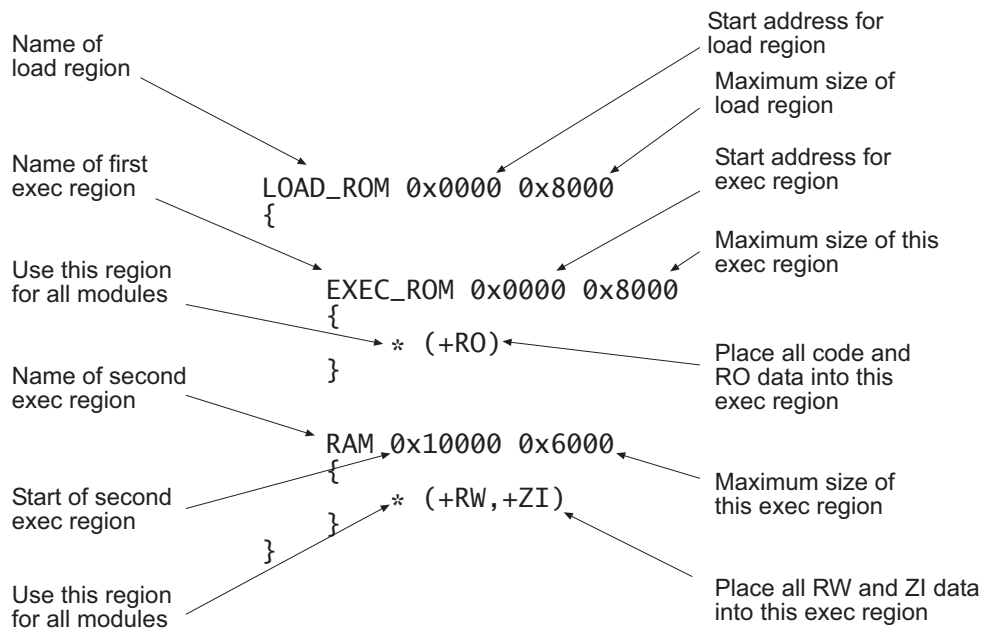 Name of
load region
Start address for
load region
Maximum size of
load region
Name of first
exec region
LOAD_ROM 0x0000 0x8000
{
Start address for
exec region
Use this region
for all modules
EXEC_ROM 0x0000 0x8000
{
* (+RO)
}
Maximum size of this
exec region
Place all code and
RO data into this
exec region
Name of second
exec region
RAM 0x10000 0x6000
{
* (+RW,+ZI)
}
}
Start of second
exec region
Maximum size of
this exec region
Use this region
for all modules
Place all RW and ZI data
into this exec region